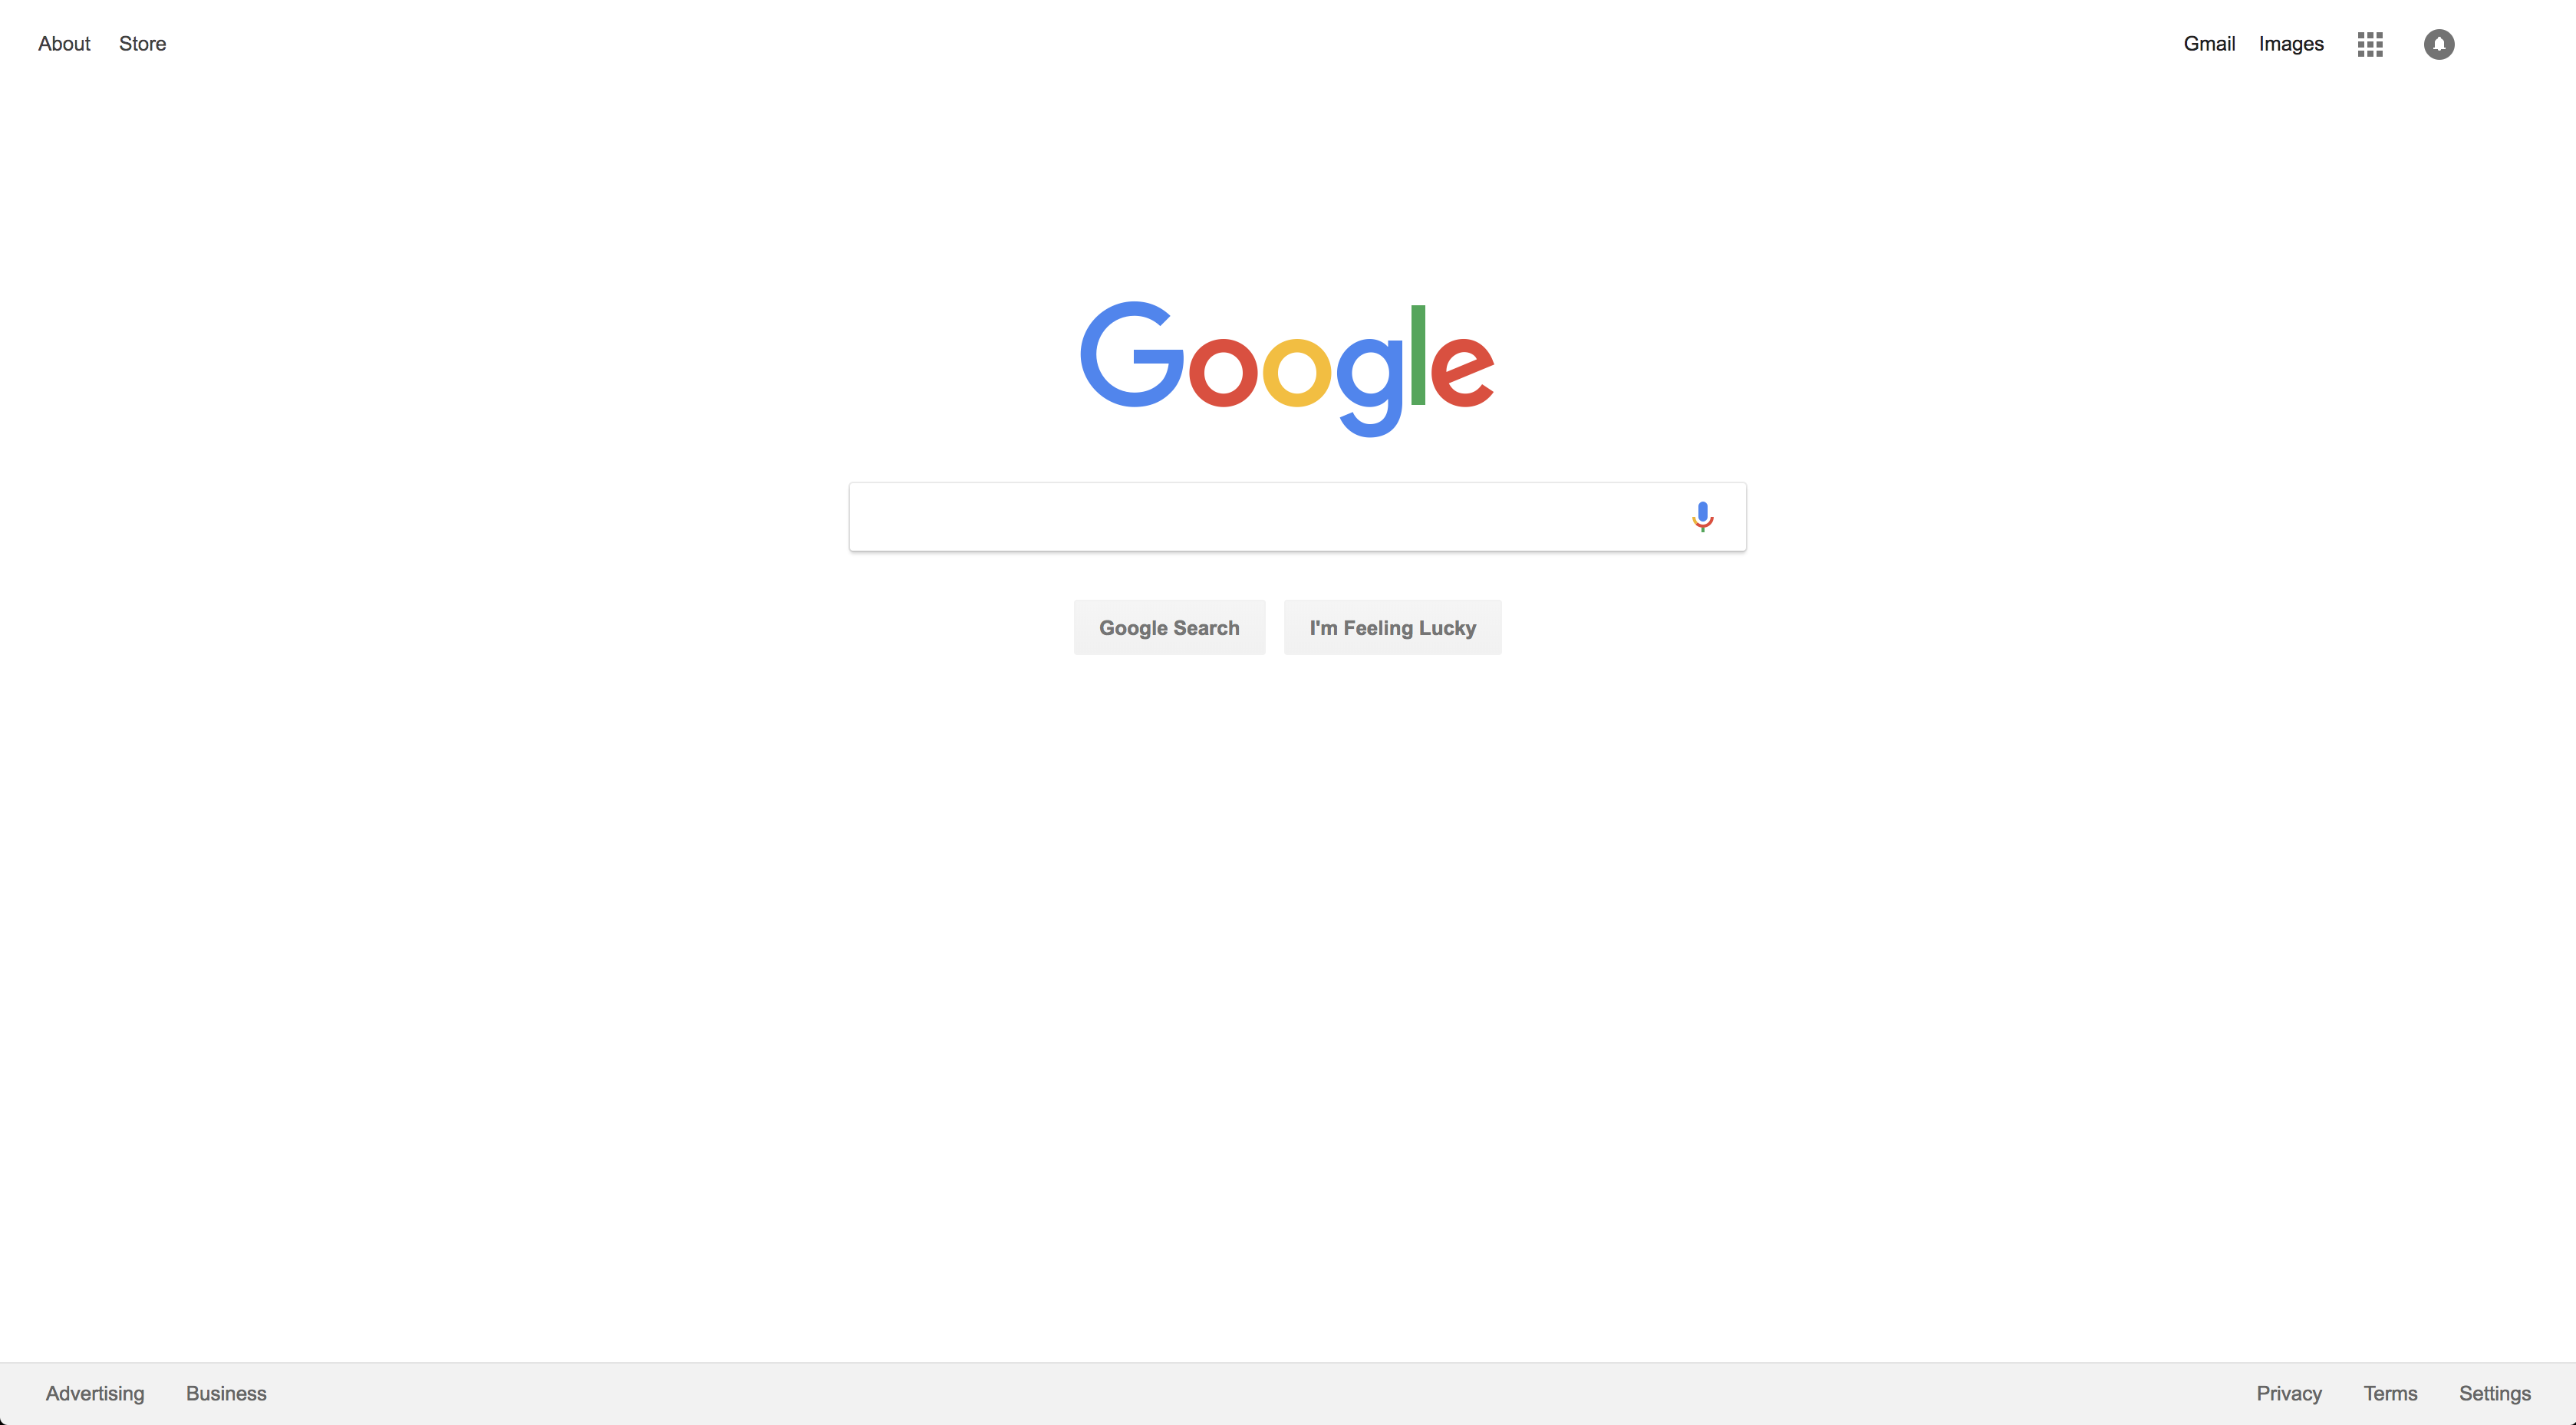 About Store Gmail Images
Google
Google Search I'm Feeling Lucky
Advertising Business Privacy Terms Settings